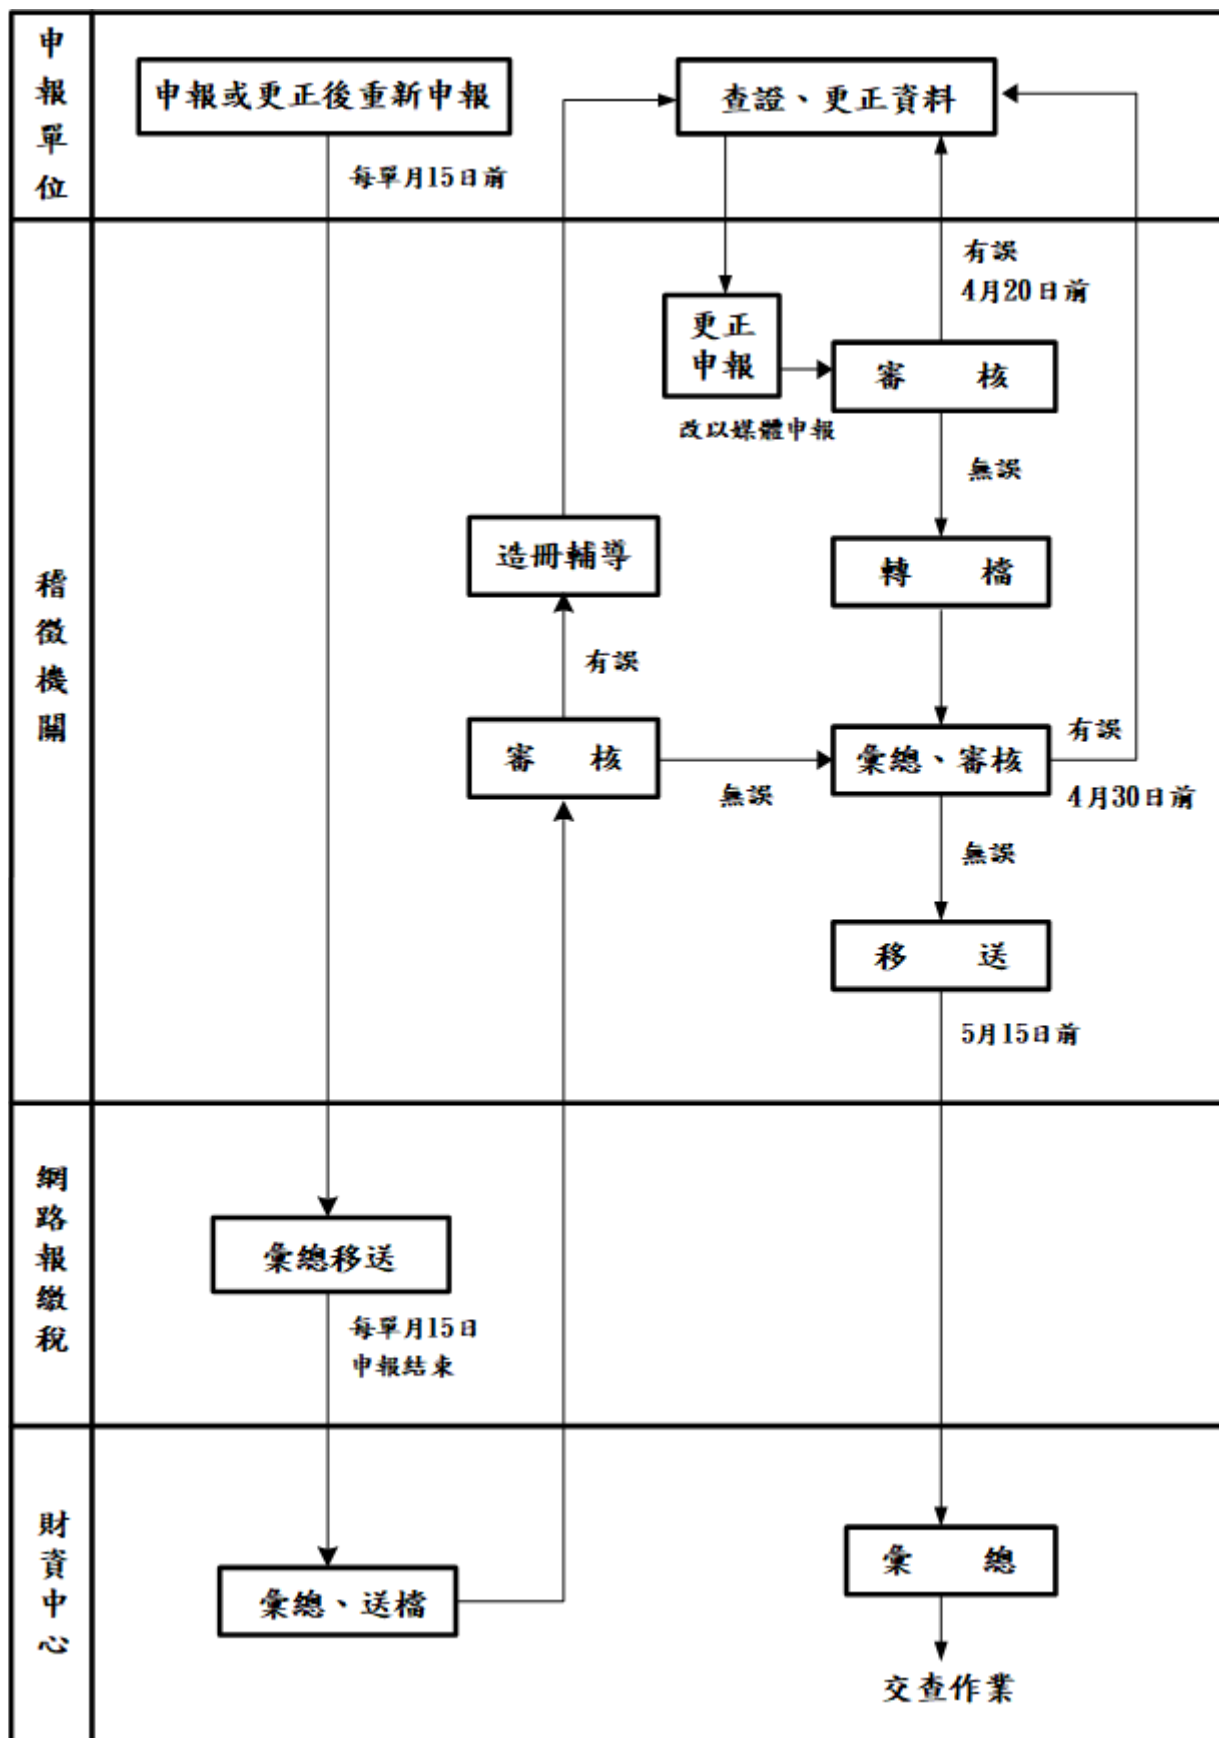 申報單位
申報或更正後重新申報
每單月15日前
查證、更正資料
稽徵機關
有誤
4月20日前
更正
申報
審核
改以媒體申報
無誤
造冊輔導
轉檔
有誤
審核
無誤
彙總、審核
有誤
4月30日前
無誤
移送
5月15日前
網路報繳稅
彙總移送
每單月15日
申報結束
財資中心
彙總、送檔
彙總
交查作業